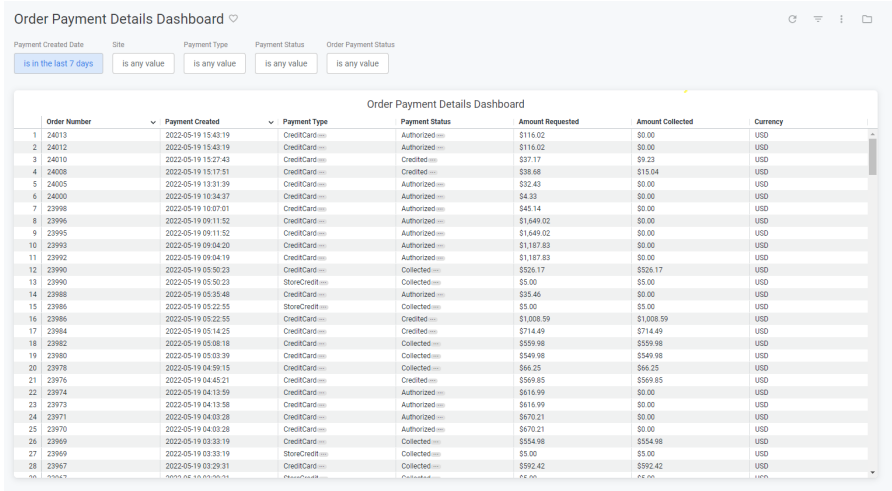 Order Payment Details Dashboard
Payment Created Date Site Payment Type Payment Status Order Payment Status
is in the last 7 days is any value is any value is any value is any value
Order Payment Details Dashboard
Order Number Payment Created Payment Type Payment Status Amount Requested Amount Collected Currency
1 24013 2022-05-19 15:43:19 CreditCard Authorized $116.02 $0.00 USD
2 24012 2022-05-19 15:43:19 CreditCard Authorized $116.02 $0.00 USD
3 24010 2022-05-19 15:27:43 CreditCard Credited $37.17 $9.23 USD
4 24008 2022-05-19 15:17:51 CreditCard Credited $38.68 $15.04 USD
5 24005 2022-05-19 13:31:39 CreditCard Authorized $32.43 $0.00 USD
6 24000 2022-05-19 10:34:37 CreditCard Authorized $4.33 $0.00 USD
7 23998 2022-05-19 10:07:01 CreditCard Authorized $45.14 $0.00 USD
8 23996 2022-05-19 09:11:52 CreditCard Authorized $1,649.02 $0.00 USD
9 23995 2022-05-19 09:11:52 CreditCard Authorized $1,649.02 $0.00 USD
10 23993 2022-05-19 09:04:20 CreditCard Authorized $1,187.83 $0.00 USD
11 23992 2022-05-19 09:04:19 CreditCard Authorized $1,187.83 $0.00 USD
12 23990 2022-05-19 05:50:23 CreditCard Collected $526.17 $526.17 USD
13 23990 2022-05-19 05:50:23 StoreCredit Collected $5.00 $5.00 USD
14 23988 2022-05-19 05:35:48 CreditCard Authorized $35.46 $0.00 USD
15 23986 2022-05-19 05:22:55 StoreCredit Collected $5.00 $5.00 USD
16 23986 2022-05-19 05:22:55 CreditCard Credited $1,008.59 $1,008.59 USD
17 23984 2022-05-19 05:14:25 CreditCard Credited $714.49 $714.49 USD
18 23982 2022-05-19 05:08:18 CreditCard Collected $559.98 $559.98 USD
19 23980 2022-05-19 05:03:39 CreditCard Collected $549.98 $549.98 USD
20 23978 2022-05-19 04:59:15 CreditCard Collected $66.25 $66.25 USD
21 23976 2022-05-19 04:45:21 CreditCard Credited $569.85 $569.85 USD
22 23974 2022-05-19 04:13:59 CreditCard Authorized $616.99 $0.00 USD
23 23973 2022-05-19 04:13:58 CreditCard Authorized $616.99 $0.00 USD
24 23971 2022-05-19 04:03:28 CreditCard Authorized $670.21 $0.00 USD
25 23970 2022-05-19 04:03:28 CreditCard Authorized $670.21 $0.00 USD
26 23969 2022-05-19 03:33:19 CreditCard Collected $554.98 $554.98 USD
27 23969 2022-05-19 03:33:19 StoreCredit Collected $5.00 $5.00 USD
28 23967 2022-05-19 03:29:31 CreditCard Collected $592.42 $592.42 USD